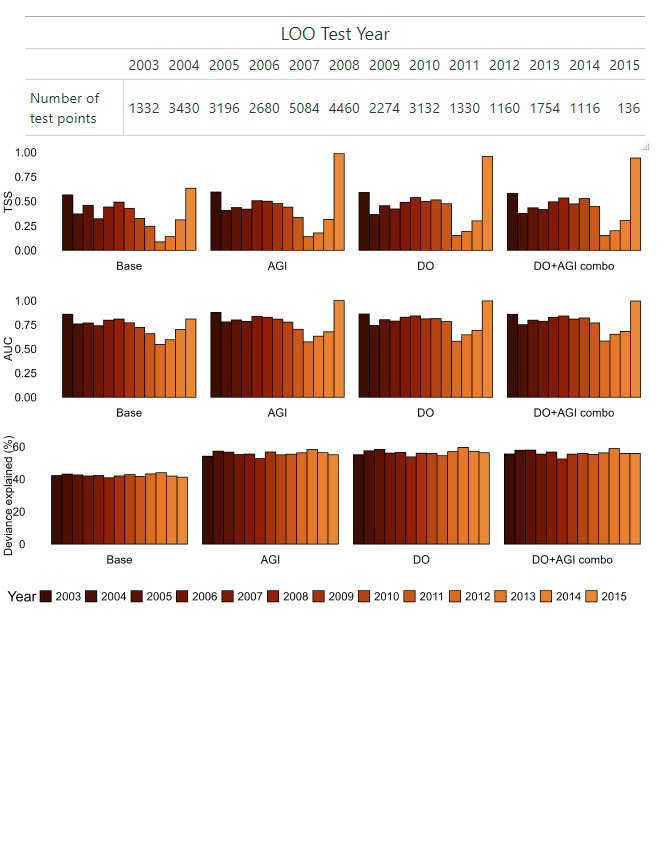 LOO Test Year
2003 2004 2005 2006 2007 2008 2009 2010 2011 2012 2013 2014 2015
Number of
test points
1332 3430 3196 2680 5084 4460 2274 3132 1330 1160 1754 1116 136
1.00
0.75
0.50
0.25
0.00
TSS
Base AGI DO DO+AGI combo
1.00
0.75
0.50
0.25
0.00
AUC
Base AGI DO DO+AGI combo
60
40
20
0
Deviance explained (%)
Base AGI DO DO+AGI combo
Year 2003 2004 2005 2006 2007 2008 2009 2010 2011 2012 2013 2014 2015